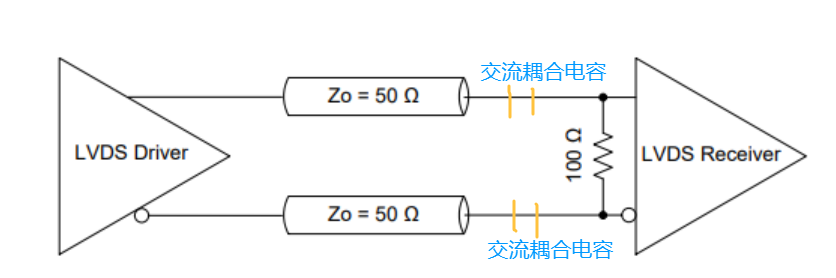 交流耦合电容
Zo = 50 Ω
LVDS Driver
100 Ω
LVDS Receiver
Zo = 50 Ω
交流耦合电容